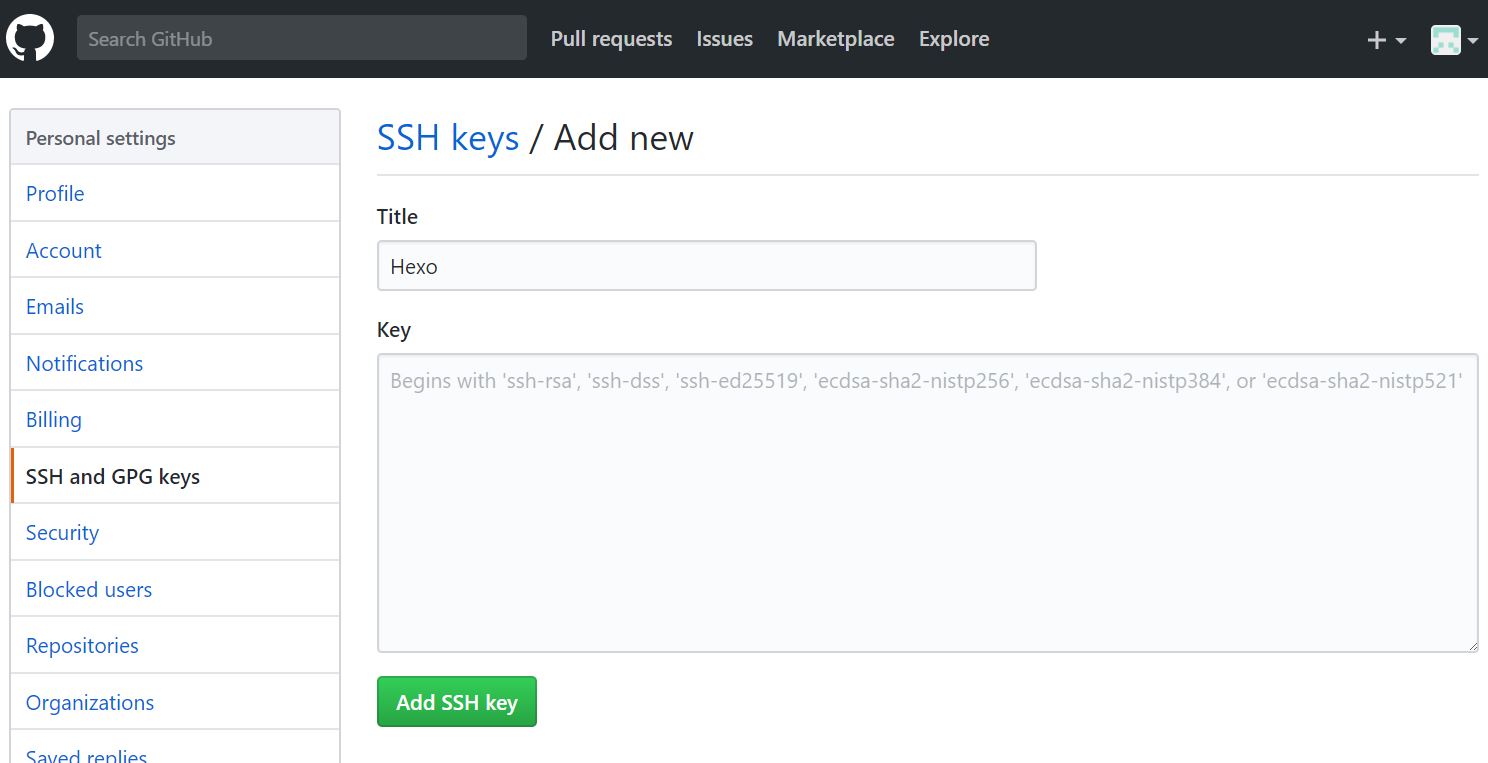 Search GitHub
Pull requests Issues Marketplace Explore
Personal settings
Profile
Account
Emails
Notifications
Billing
SSH and GPG keys
Security
Blocked users
Repositories
Organizations
Saved replies
SSH keys / Add new
Title
Hexo
Key
Begins with 'ssh-rsa', 'ssh-dss', 'ssh-ed25519', 'ecdsa-sha2-nistp256', 'ecdsa-sha2-nistp384', or 'ecdsa-sha2-nistp521'
Add SSH key